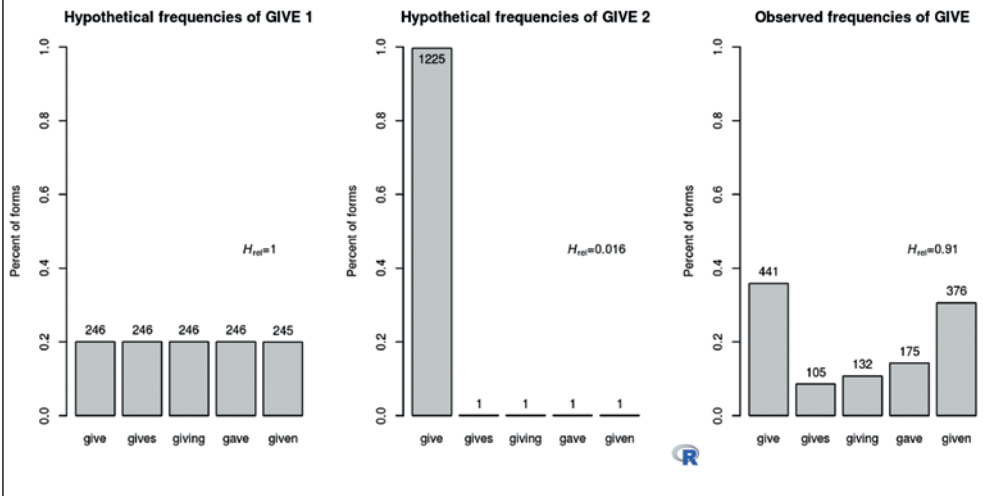 Hypothetical frequencies of GIVE 1
Percent of forms
1.0
0.8
0.6
0.4
0.2
0.0
Hrel=1
246 246 246 246 245
give gives giving gave given
Hypothetical frequencies of GIVE 2
Percent of forms
1.0
0.8
0.6
0.4
0.2
0.0
1225
Hrel=0.016
1 1 1 1
give gives giving gave given
R
Observed frequencies of GIVE
Percent of forms
1.0
0.8
0.6
0.4
0.2
0.0
Hrel=0.91
441 105 132 175 376
give gives giving gave given